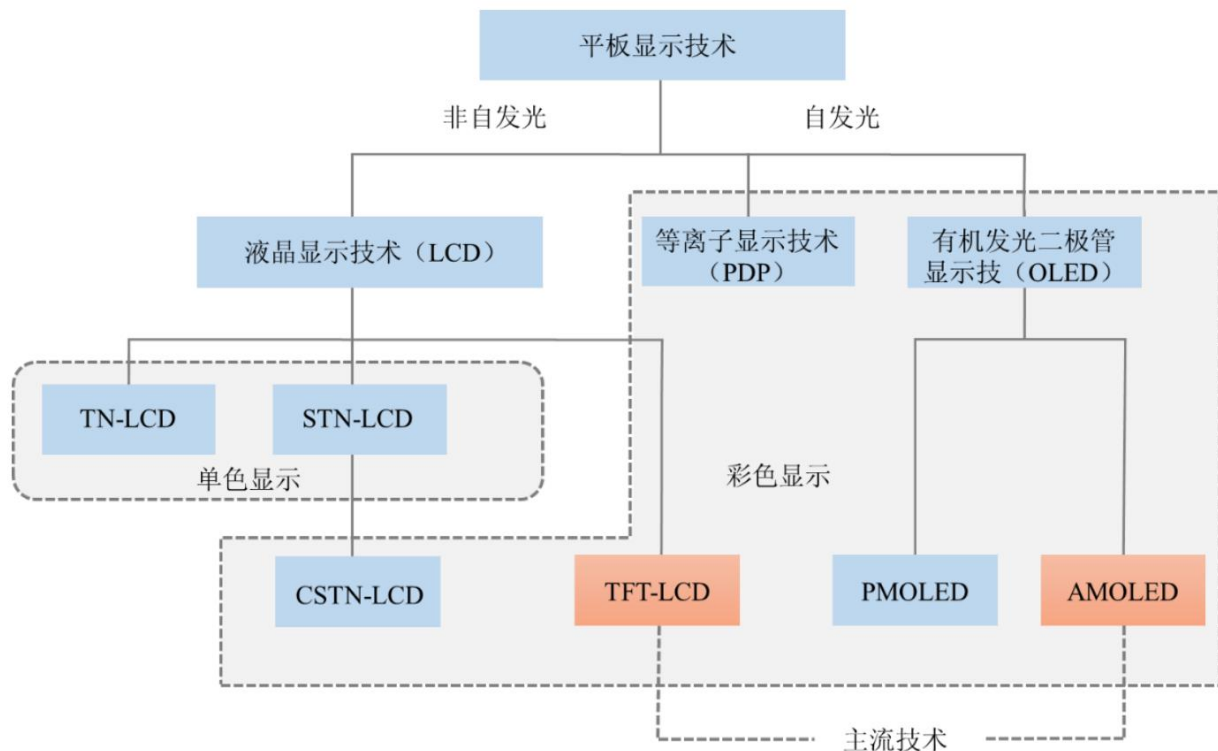 平板显示技术
非自发光
自发光
液晶显示技术（LCD）
等离子显示技术
（PDP）
有机发光二极管
显示技（OLED）
TN-LCD
STN-LCD
单色显示
彩色显示
CSTN-LCD
TFT-LCD
PMOLED
AMOLED
主流技术